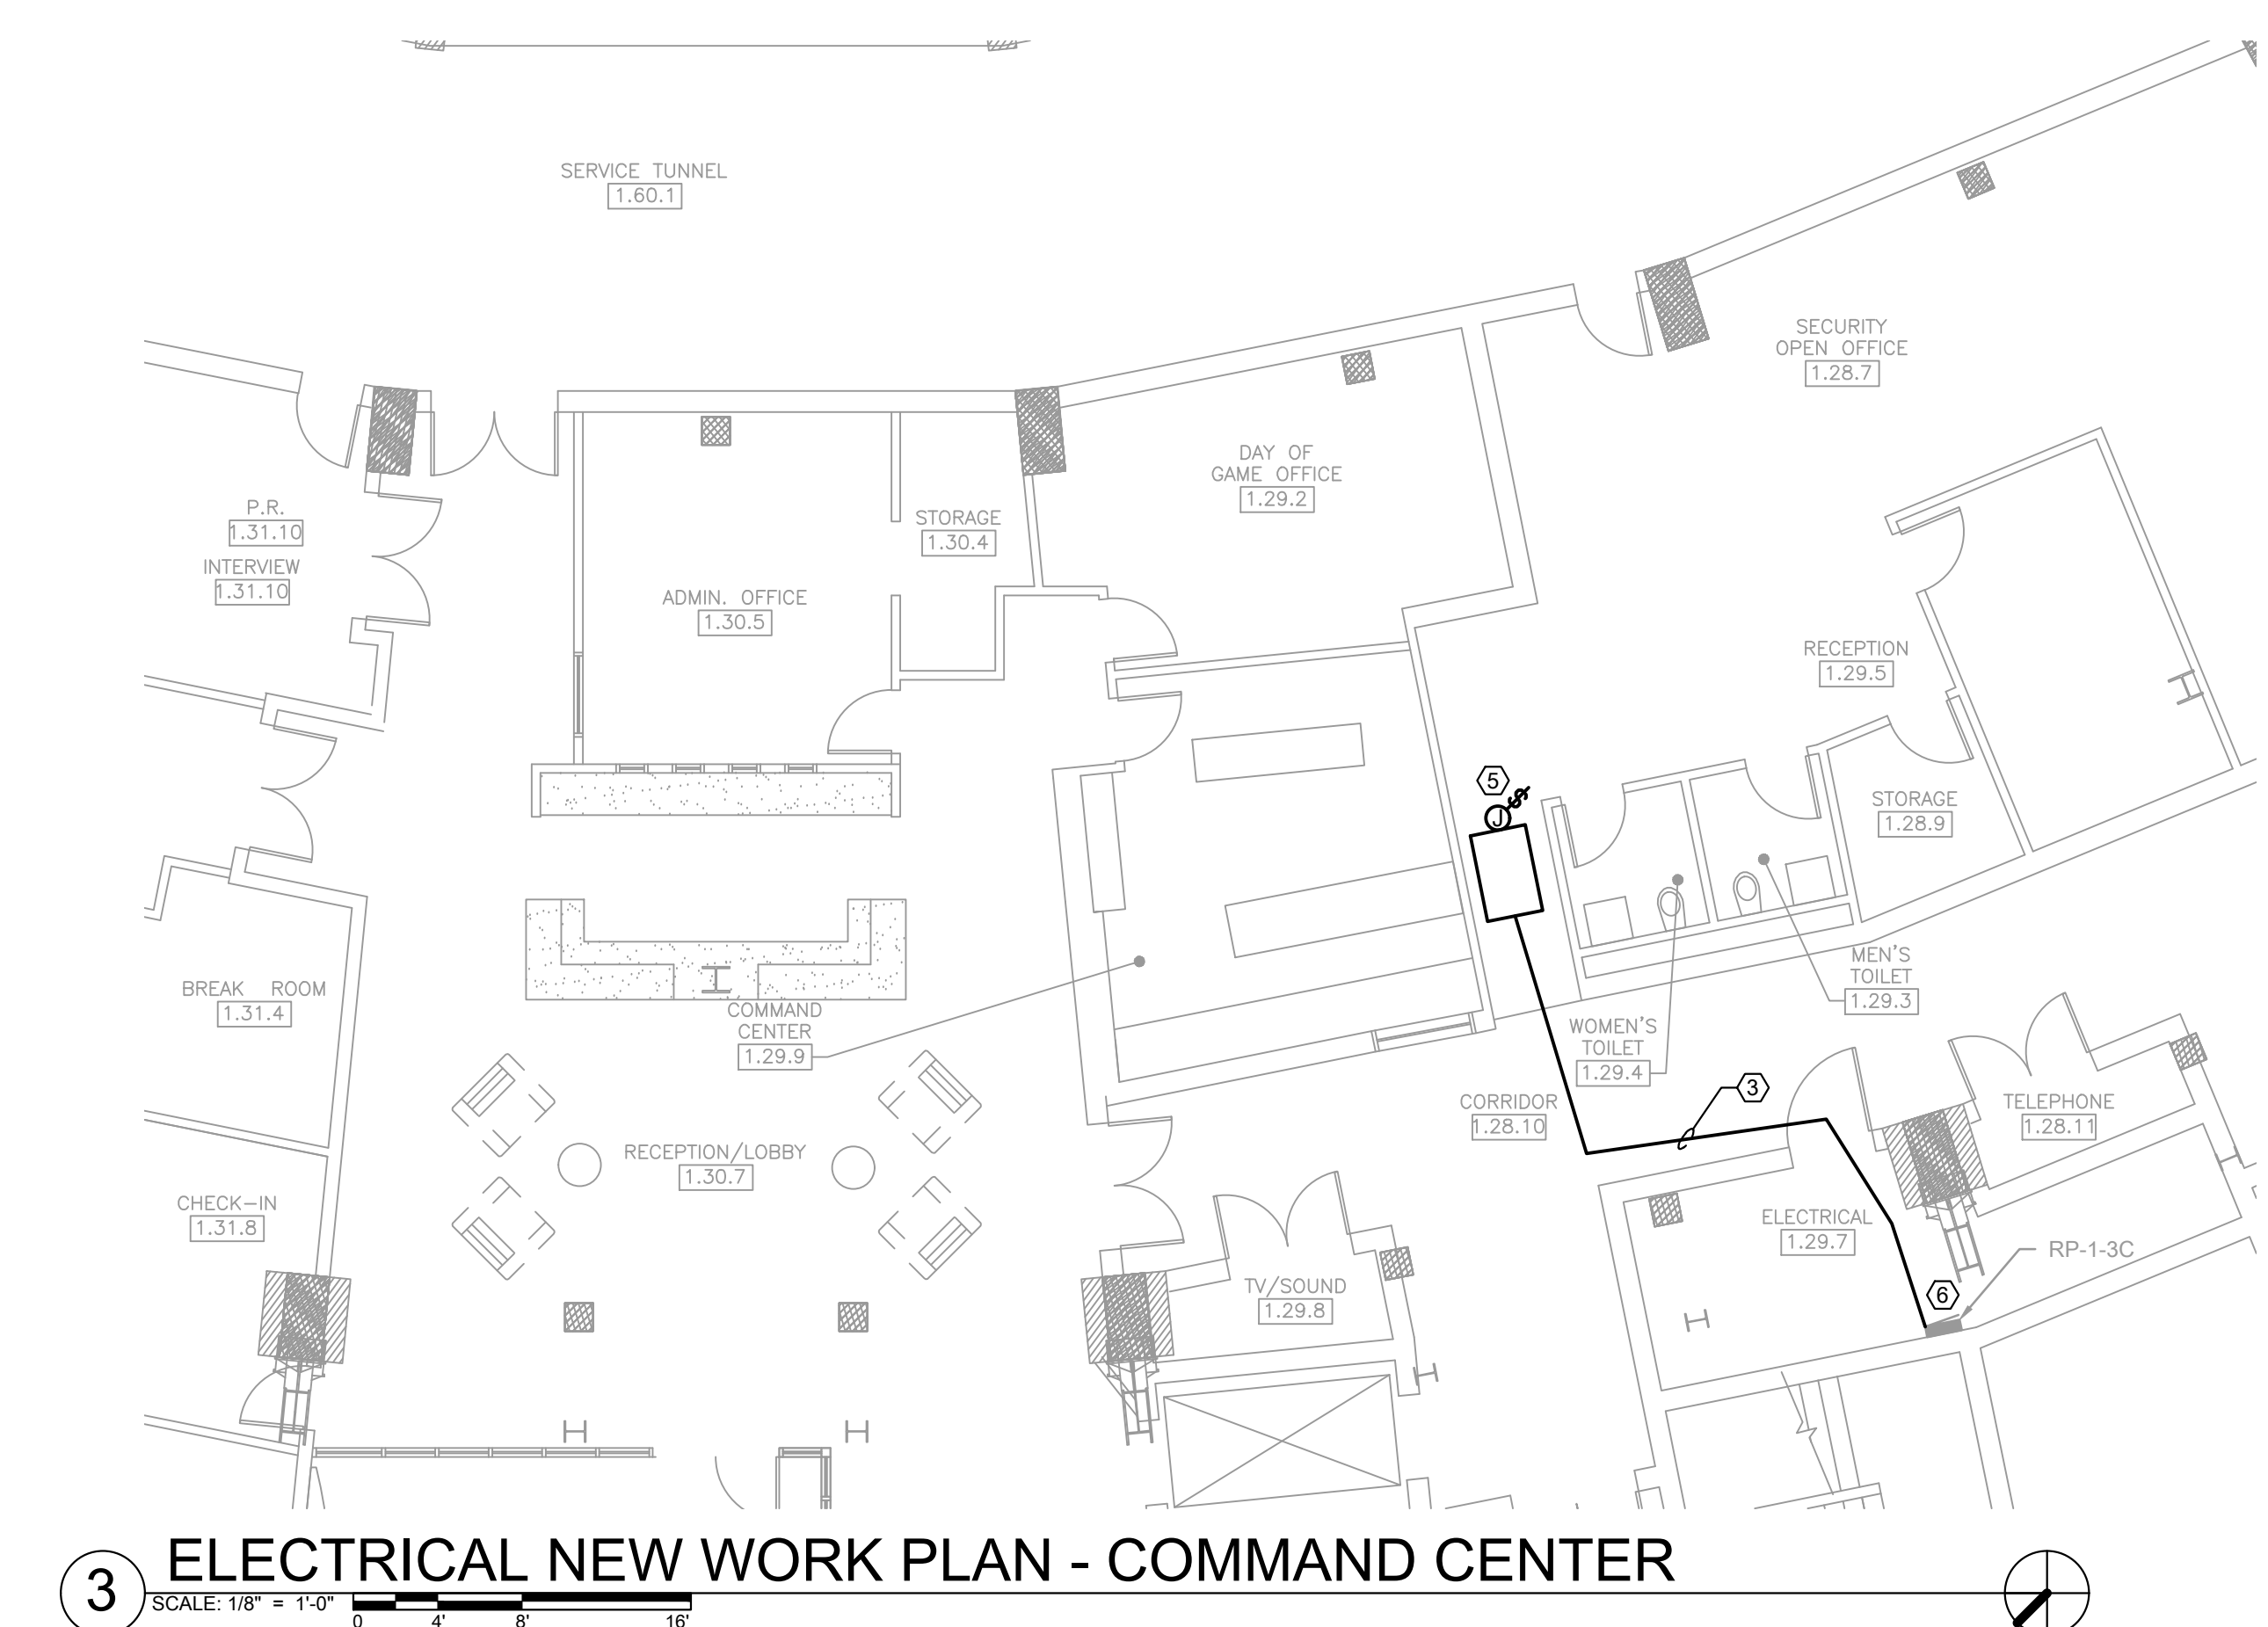 SERVICE TUNNEL
1.60.1
SECURITY
OPEN OFFICE
1.28.7
DAY OF
GAME OFFICE
1.29.2
P.R.
1.31.10
INTERVIEW
1.31.10
STORAGE
1.30.4
ADMIN. OFFICE
1.30.5
RECEPTION
1.29.5
5
J
$
STORAGE
1.28.9
BREAK ROOM
1.31.4
COMMAND
CENTER
1.29.9
MEN'S
TOILET
1.29.3
WOMEN'S
TOILET
1.29.4
3
CORRIDOR
1.28.10
TELEPHONE
1.28.11
RECEPTION/LOBBY
1.30.7
CHECK-IN
1.31.8
ELECTRICAL
1.29.7
RP-1-3C
TV/SOUND
1.29.8
6
3
ELECTRICAL NEW WORK PLAN - COMMAND CENTER
SCALE: 1/8" = 1'-0"
0 4' 8' 16'